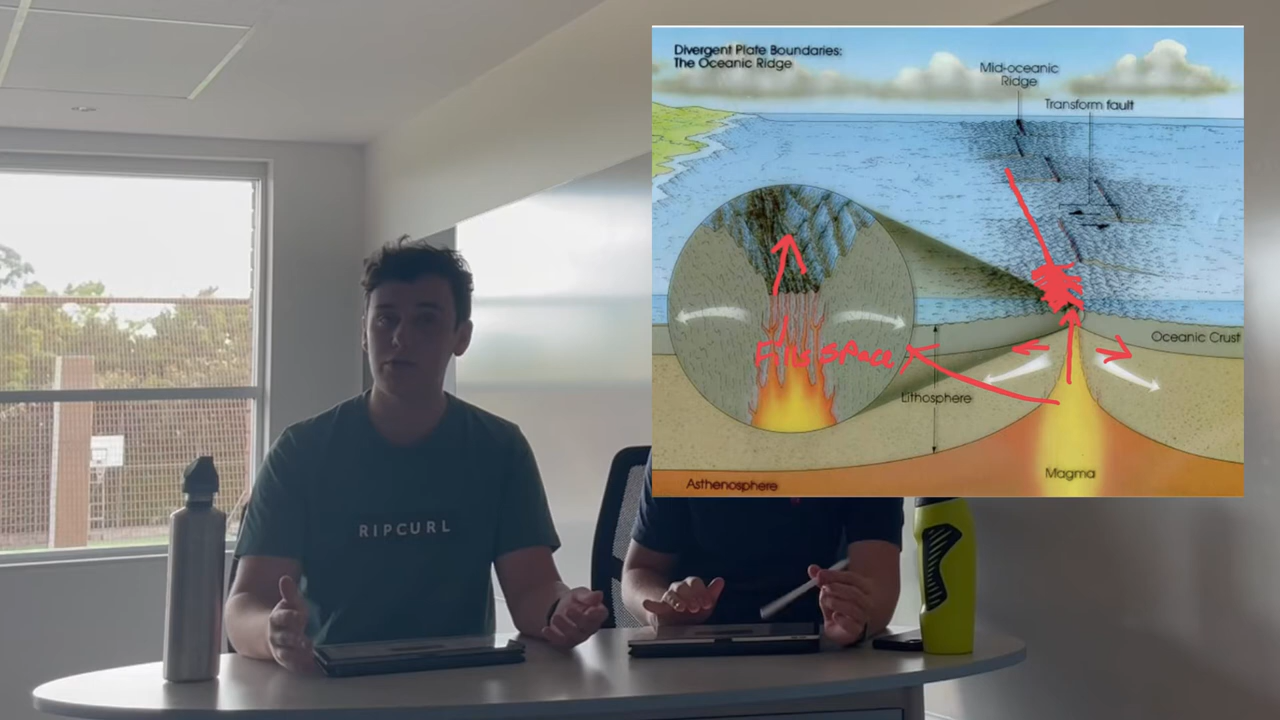 Divergent Plate Boundaries:
The Oceanic Ridge
Mid-oceanic
Ridge
Transform fault
Oceanic Crust
Fills space
Lithosphere
Magma
Asthenosphere
RIPCURL